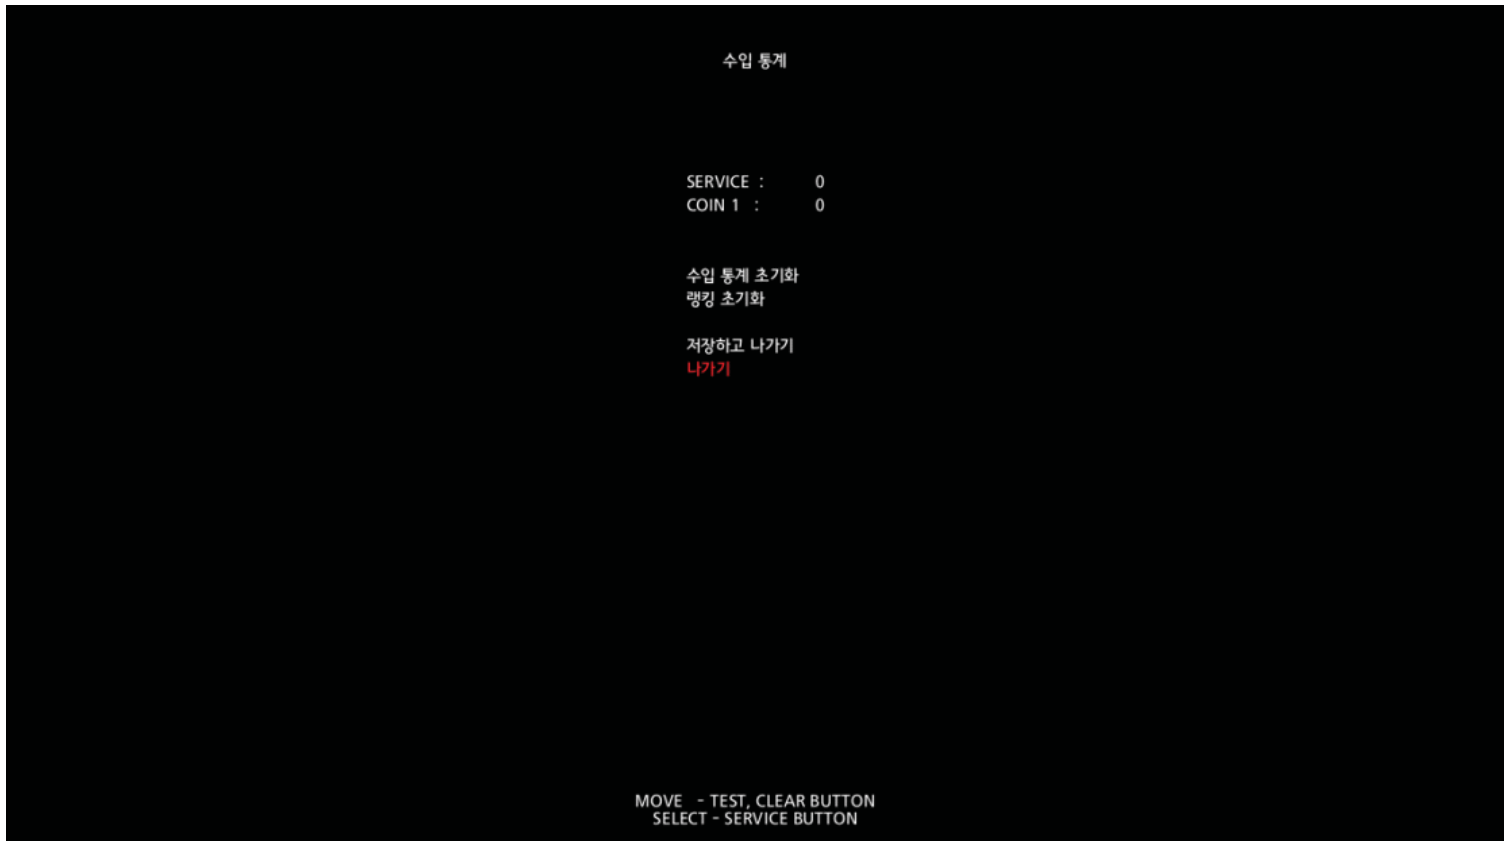 수입 통계
SERVICE : 0
COIN 1 : 0
수입 통계 초기화
랭킹 초기화
저장하고 나가기
나가기
MOVE - TEST, CLEAR BUTTON
SELECT - SERVICE BUTTON